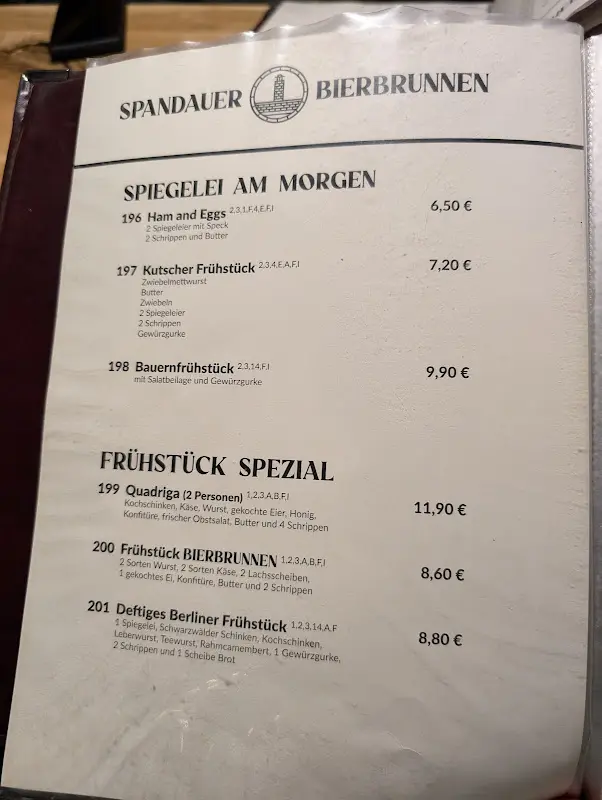 SPANDAUER BIERBRUNNEN
SPIEGELEI AM MORGEN
196 Ham and Eggs 2,3,1,F,4,E,F,I 6,50 €
2 Spiegeleier mit Speck
2 Schrippen und Butter
197 Kutscher Frühstück 2,3,4,E,A,F,I 7,20 €
Zwiebelmettwurst
Butter
Zwiebeln
2 Spiegeleier
2 Schrippen
Gewürzgurke
198 Bauernfrühstück 2,3,14,F,I 9,90 €
mit Salatbeilage und Gewürzgurke
FRÜHSTÜCK SPEZIAL
199 Quadriga (2 Personen) 1,2,3,A,B,F,I 11,90 €
Kochschinken, Käse, Wurst, gekochte Eier, Honig,
Konfitüre, frischer Obstsalat, Butter und 4 Schrippen
200 Frühstück BIERBRUNNEN 1,2,3,A,B,F,I 8,60 €
2 Sorten Wurst, 2 Sorten Käse, 2 Lachsscheiben,
1 gekochtes Ei, Konfitüre, Butter und 2 Schrippen
201 Deftiges Berliner Frühstück 1,2,3,14,A,F 8,80 €
1 Spiegelei, Schwarzwälder Schinken, Kochschinken,
Leberwurst, Teewurst, Rahmcamembert, 1 Gewürzgurke,
2 Schrippen und 1 Scheibe Brot